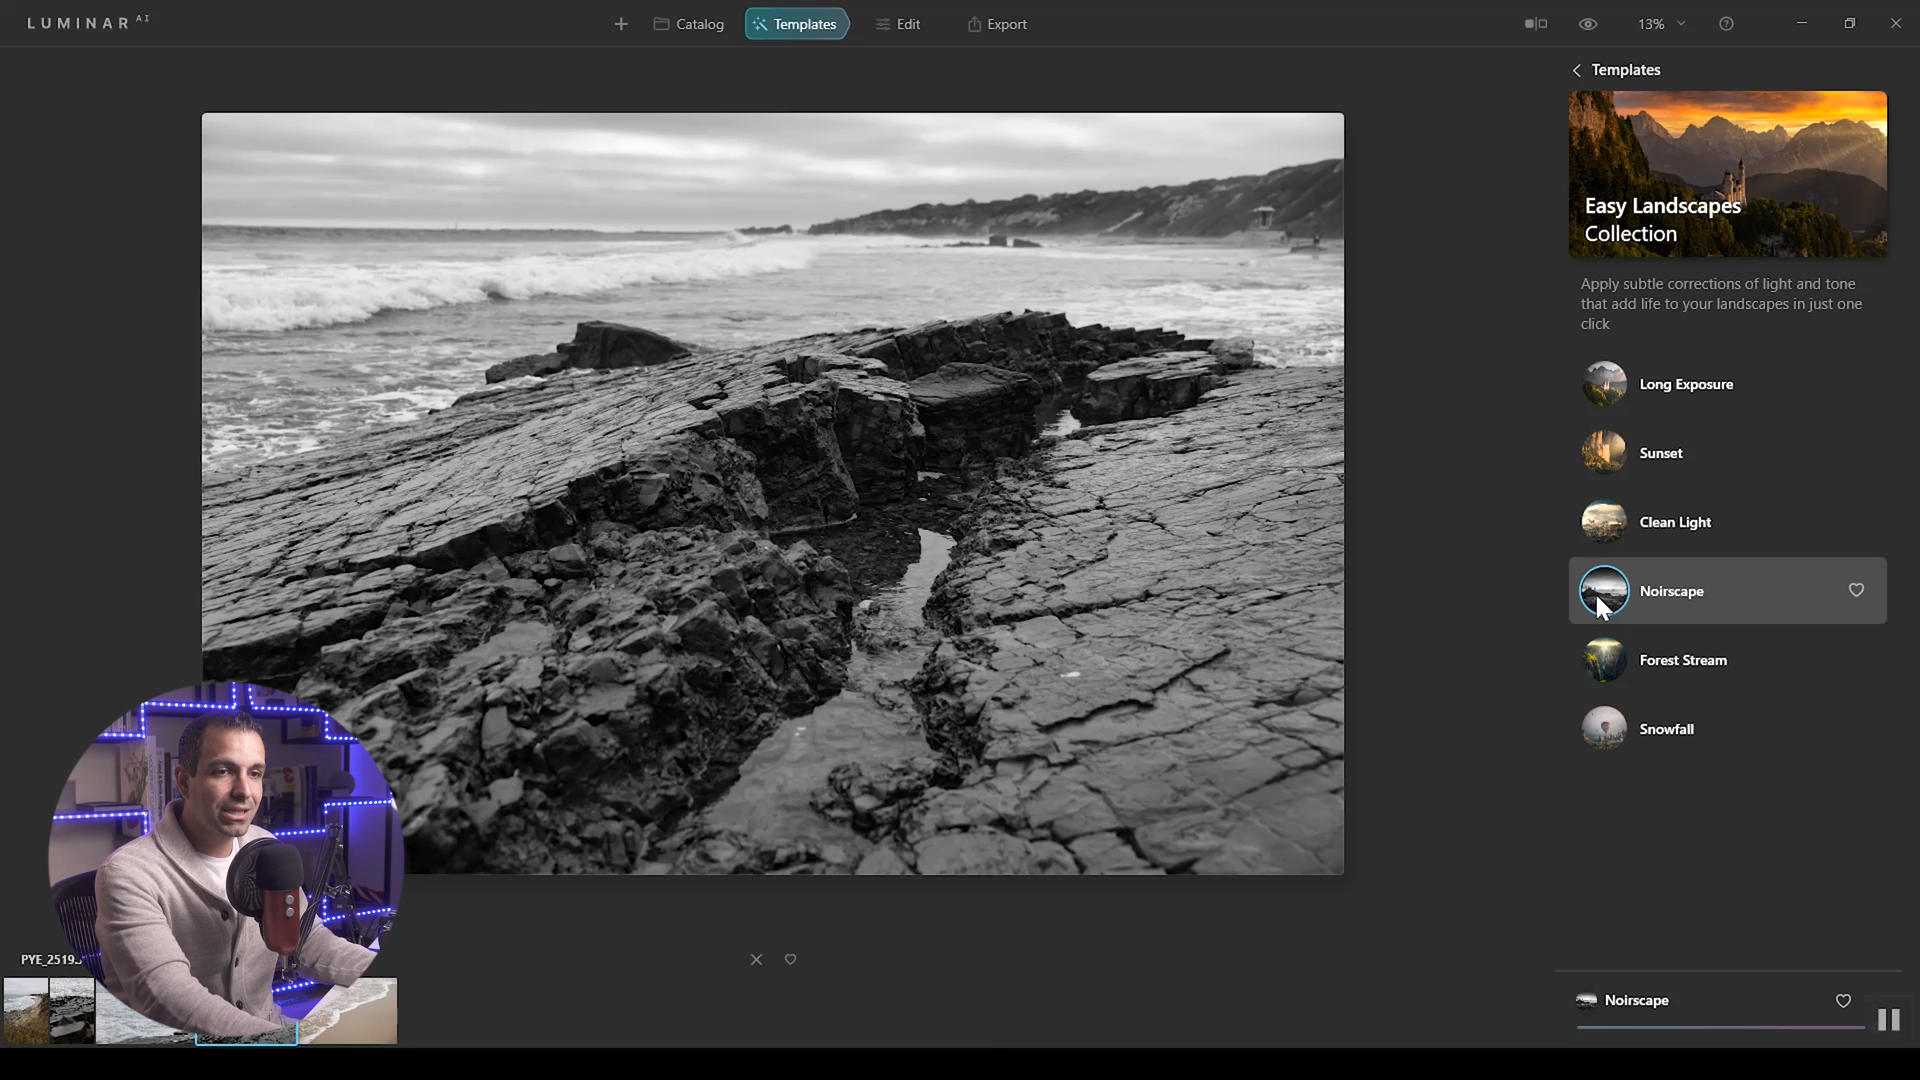 LUMINAR AI
Catalog
Templates
Edit
Export
13%
Templates
Easy Landscapes
Collection
Apply subtle corrections of light and tone
that add life to your landscapes in just one
click
Long Exposure
Sunset
Clean Light
Noirscape
Forest Stream
Snowfall
PYE_2519.
Noirscape